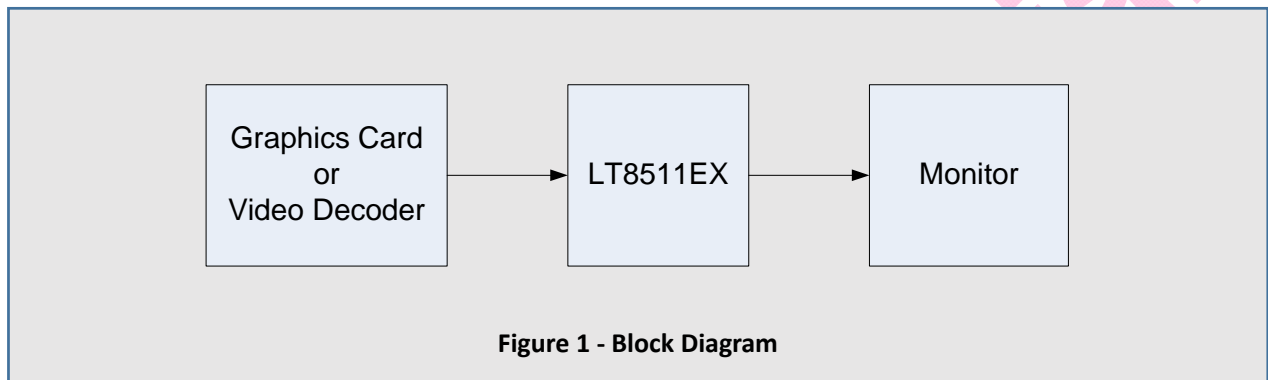 Graphics Card
or
Video Decoder
LT8511EX
Monitor
Figure 1 - Block Diagram